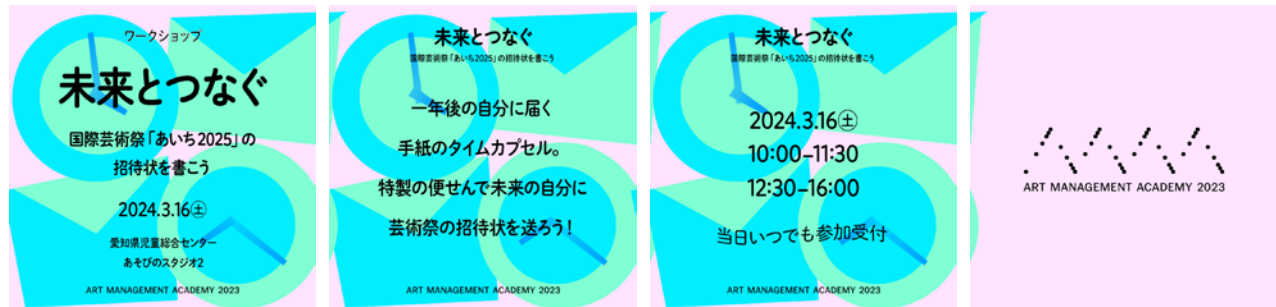 ワークショップ
未来とつなぐ
国際芸術祭「あいち2025」の
招待状を書こう
2024.3.16㊏
愛知県児童総合センター
あそびのスタジオ2
ART MANAGEMENT ACADEMY 2023
未来とつなぐ
国際芸術祭「あいち2025」の招待状を書こう
一年後の自分に届く
手紙のタイムカプセル。
特製の便せんで未来の自分に
芸術祭の招待状を送ろう!
ART MANAGEMENT ACADEMY 2023
未来とつなぐ
国際芸術祭「あいち2025」の招待状を書こう
2024.3.16㊏
10:00–11:30
12:30–16:00
当日いつでも参加受付
ART MANAGEMENT ACADEMY 2023
ART MANAGEMENT ACADEMY 2023